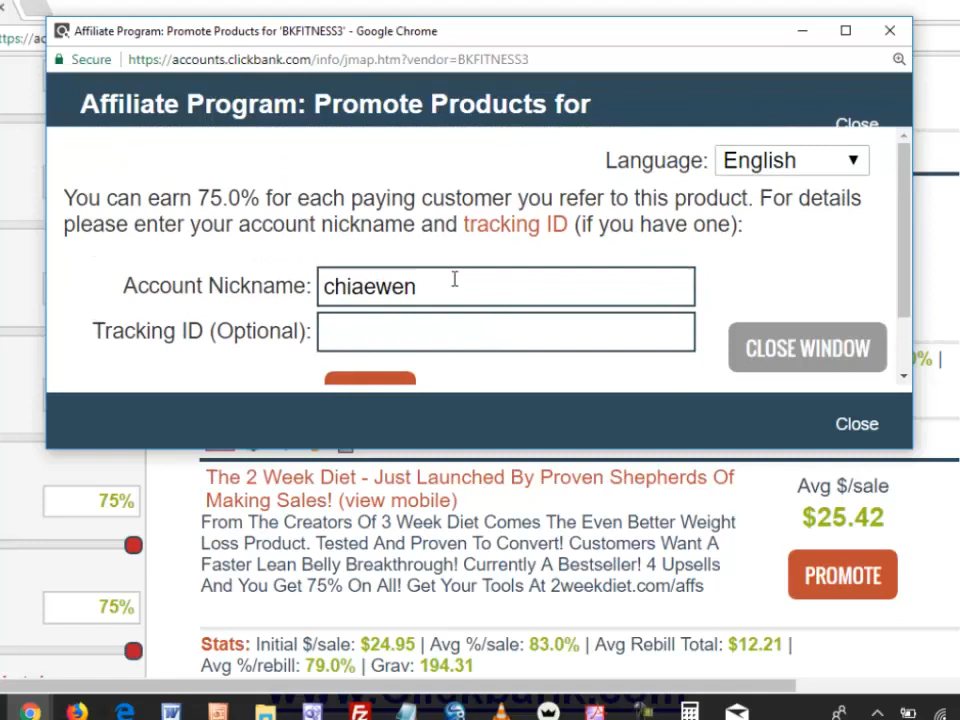 Affiliate Program: Promote Products for 'BKFITNESS3' - Google Chrome
Secure | https://accounts.clickbank.com/info/jmap.htm?vendor=BKFITNESS3
Affiliate Program: Promote Products for
Close
Language: English
You can earn 75.0% for each paying customer you refer to this product. For details
please enter your account nickname and tracking ID (if you have one):
Account Nickname: chiaewen
Tracking ID (Optional):
CLOSE WINDOW
Close
The 2 Week Diet - Just Launched By Proven Shepherds Of
Making Sales! (view mobile)
Avg $/sale
$25.42
From The Creators Of 3 Week Diet Comes The Even Better Weight
Loss Product. Tested And Proven To Convert! Customers Want A
Faster Lean Belly Breakthrough! Currently A Bestseller! 4 Upsells
And You Get 75% On All! Get Your Tools At 2weekdiet.com/affs
PROMOTE
75%
75%
Stats: Initial $/sale: $24.95 | Avg %/sale: 83.0% | Avg Rebill Total: $12.21 |
Avg %/rebill: 79.0% | Grav: 194.31